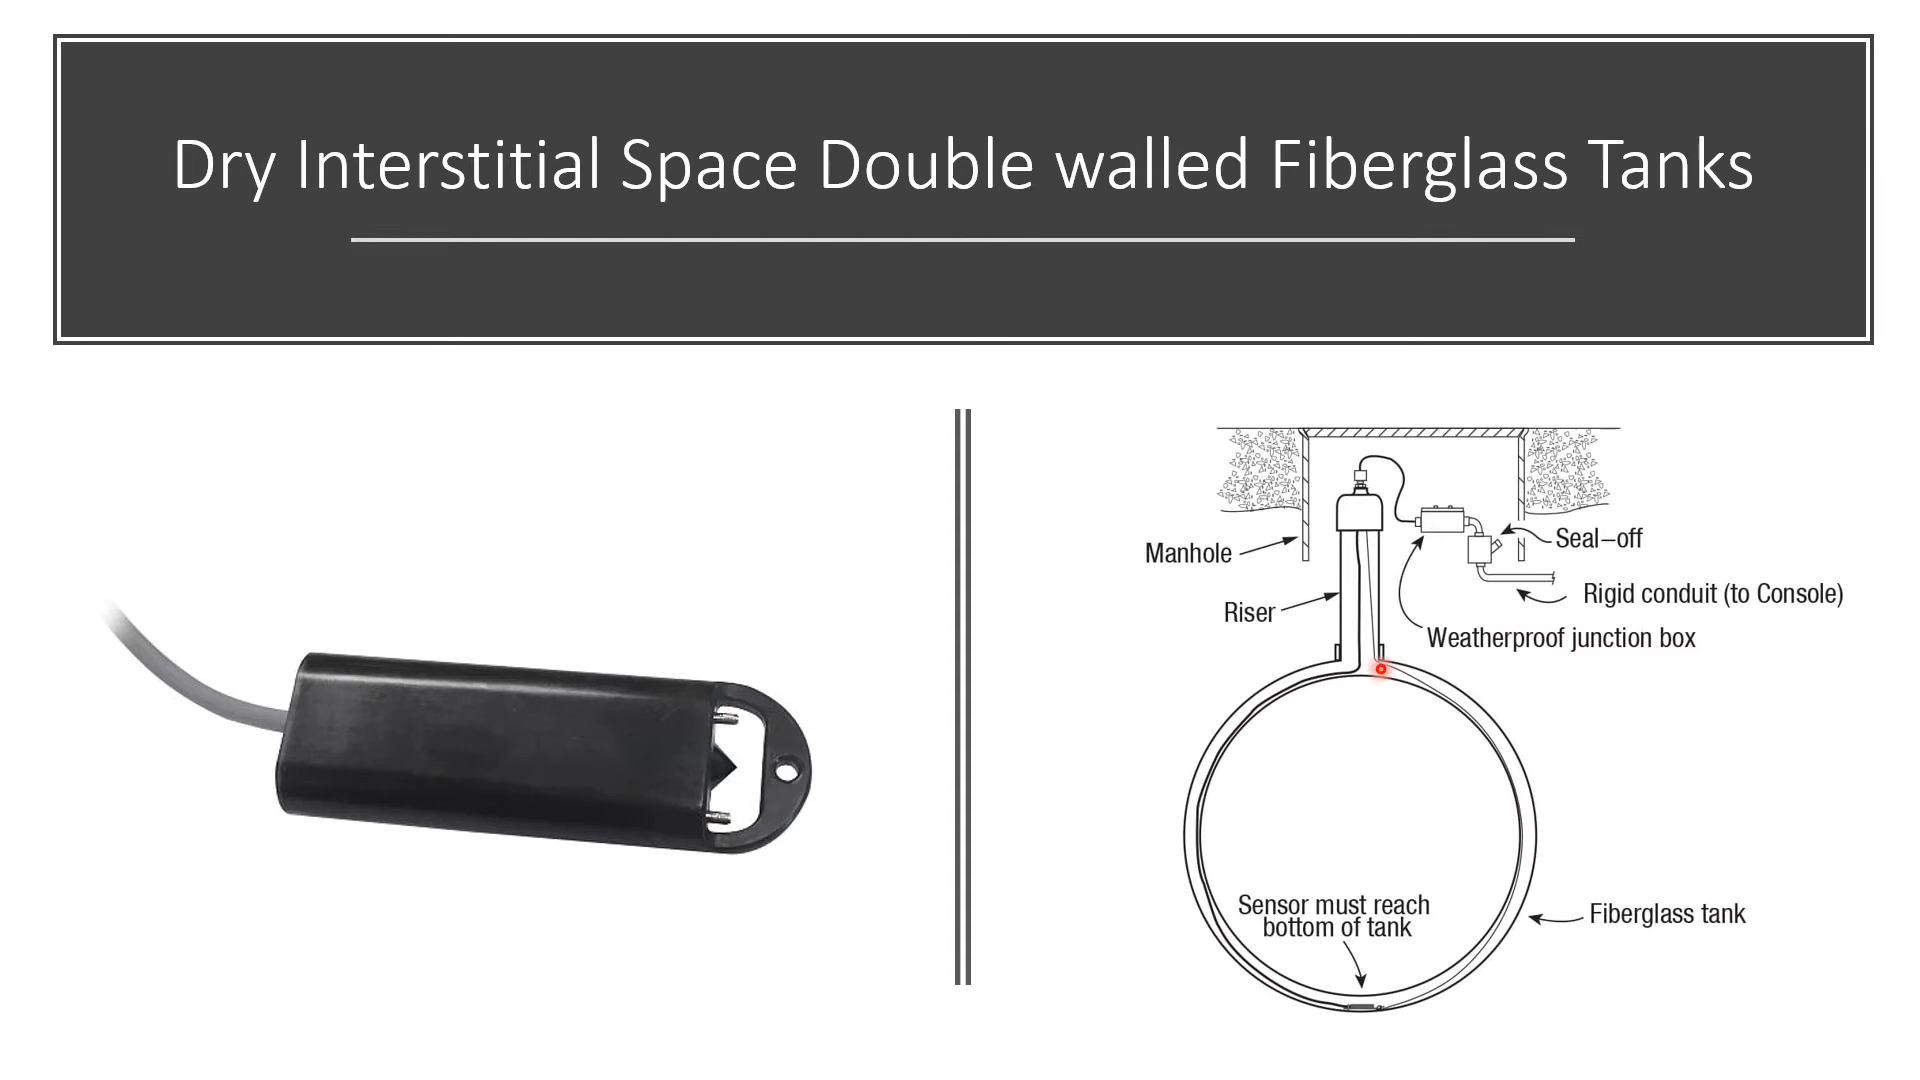 Dry Interstitial Space Double walled Fiberglass Tanks
Manhole
Seal–off
Rigid conduit (to Console)
Riser
Weatherproof junction box
Sensor must reach
bottom of tank
Fiberglass tank